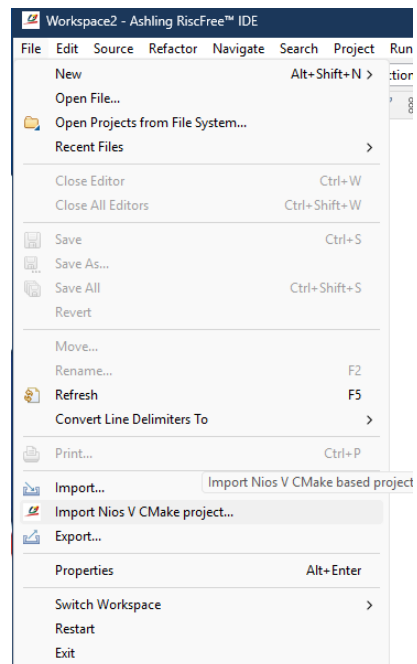 Workspace2 - Ashling RiscFree™ IDE
File Edit Source Refactor Navigate Search Project Run
New Alt+Shift+N >
Open File...
Open Projects from File System...
Recent Files >
Close Editor Ctrl+W
Close All Editors Ctrl+Shift+W
Save Ctrl+S
Save As...
Save All Ctrl+Shift+S
Revert
Move...
Rename... F2
Refresh F5
Convert Line Delimiters To >
Print... Ctrl+P
Import... Import Nios V CMake based project
Import Nios V CMake project...
Export...
Properties Alt+Enter
Switch Workspace >
Restart
Exit